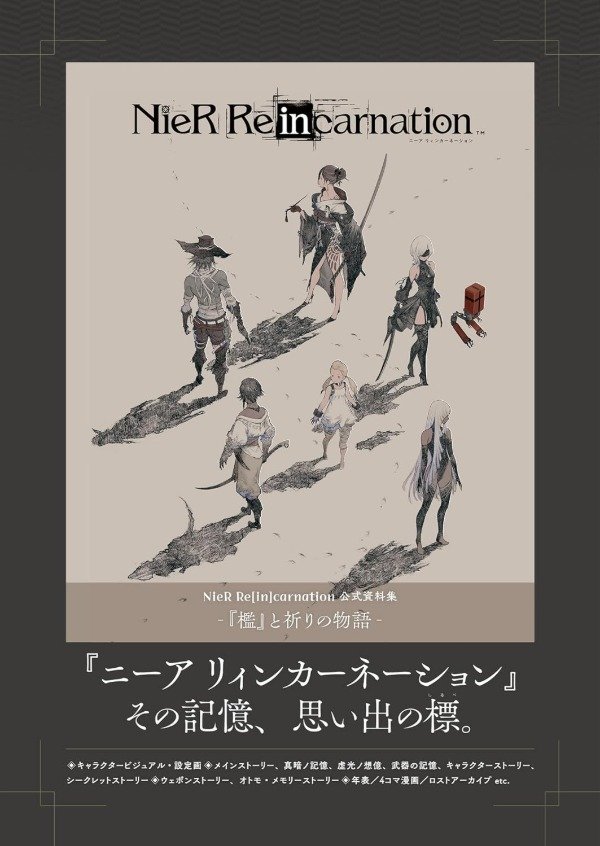 NieR Re[in]carnation™
ニーア リィンカーネーション
NieR Re[in]carnation 公式資料集
-『檻』と祈りの物語-
『ニーア リィンカーネーション』
その記憶、思い出の標。
しるべ
◈キャラクタービジュアル・設定画◈メインストーリー、真暗ノ記憶、虚光ノ想億、武器の記憶、キャラクターストーリー、
シークレットストーリー◈ウェポンストーリー、オトモ・メモリーストーリー◈年表／4コマ漫画／ロストアーカイブ etc.